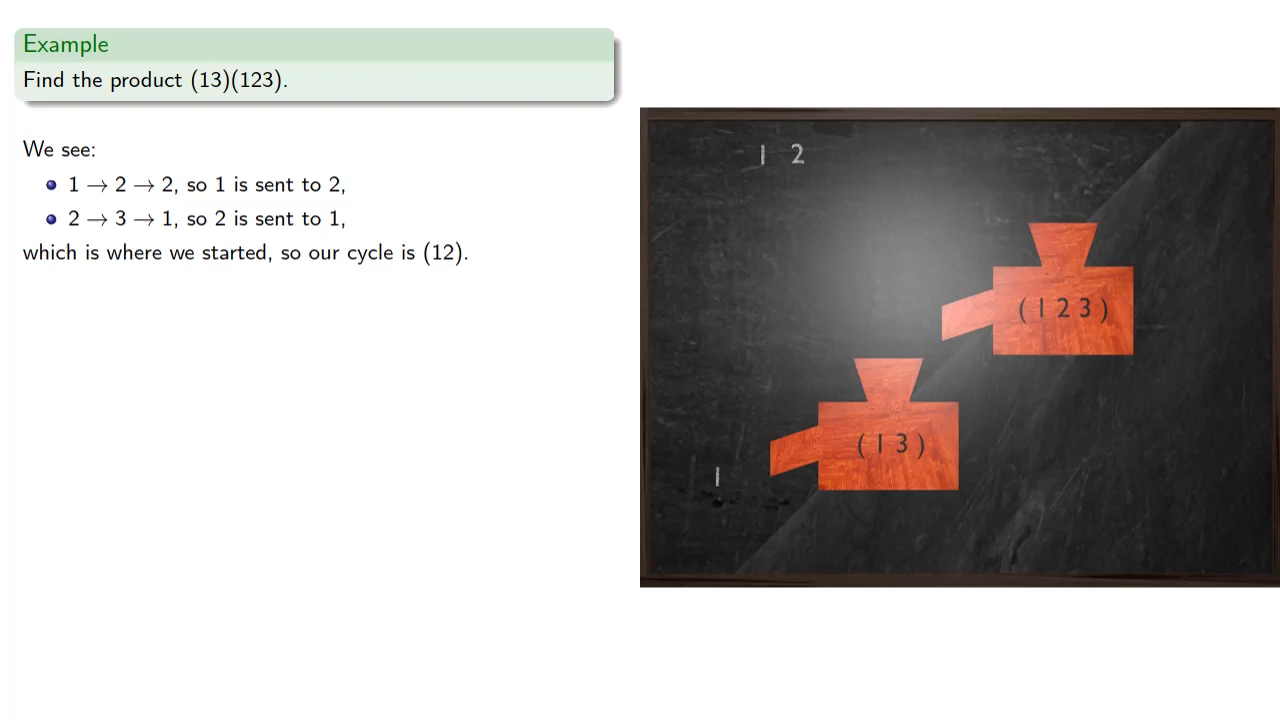 Example
Find the product (13)(123).
We see:
1 → 2 → 2, so 1 is sent to 2,
2 → 3 → 1, so 2 is sent to 1,
which is where we started, so our cycle is (12).
1 2
( 1 2 3 )
( 1 3 )
1